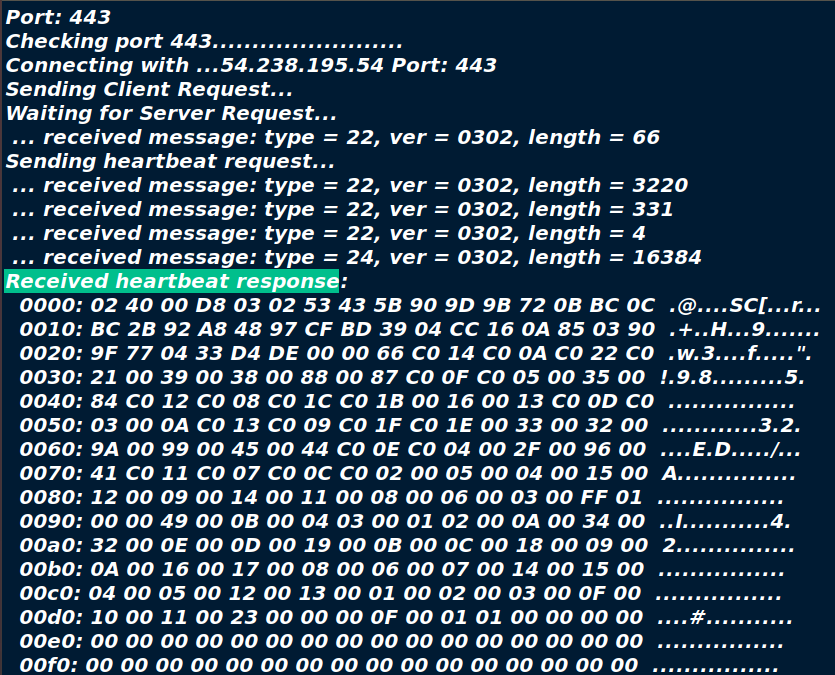 Port: 443
Checking port 443........................
Connecting with ...54.238.195.54 Port: 443
Sending Client Request...
Waiting for Server Request...
... received message: type = 22, ver = 0302, length = 66
Sending heartbeat request...
... received message: type = 22, ver = 0302, length = 3220
... received message: type = 22, ver = 0302, length = 331
... received message: type = 22, ver = 0302, length = 4
... received message: type = 24, ver = 0302, length = 16384
Received heartbeat response:
0000: 02 40 00 D8 03 02 53 43 5B 90 9D 9B 72 0B BC 0C .@....SC[...r...
0010: BC 2B 92 A8 48 97 CF BD 39 04 CC 16 0A 85 03 90 .+..H...9.......
0020: 9F 77 04 33 D4 DE 00 00 66 C0 14 C0 0A C0 22 C0 .w.3....f.....".
0030: 21 00 39 00 38 00 88 00 87 C0 0F C0 05 00 35 00 !.9.8.........5.
0040: 84 C0 12 C0 08 C0 1C C0 1B 00 16 00 13 C0 0D C0 ................
0050: 03 00 0A C0 13 C0 09 C0 1F C0 1E 00 33 00 32 00 ............3.2.
0060: 9A 00 99 00 45 00 44 C0 0E C0 04 00 2F 00 96 00 ....E.D...../...
0070: 41 C0 11 C0 07 C0 0C C0 02 00 05 00 04 00 15 00 A...............
0080: 12 00 09 00 14 00 11 00 08 00 06 00 03 00 FF 01 ................
0090: 00 00 49 00 0B 00 04 03 00 01 02 00 0A 00 34 00 ..I...........4.
00a0: 32 00 0E 00 0D 00 19 00 0B 00 0C 00 18 00 09 00 2...............
00b0: 0A 00 16 00 17 00 08 00 06 00 07 00 14 00 15 00 ................
00c0: 04 00 05 00 12 00 13 00 01 00 02 00 03 00 0F 00 ................
00d0: 10 00 11 00 23 00 00 00 0F 00 01 01 00 00 00 00 ....#...........
00e0: 00 00 00 00 00 00 00 00 00 00 00 00 00 00 00 00 ................
00f0: 00 00 00 00 00 00 00 00 00 00 00 00 00 00 00 00 ................